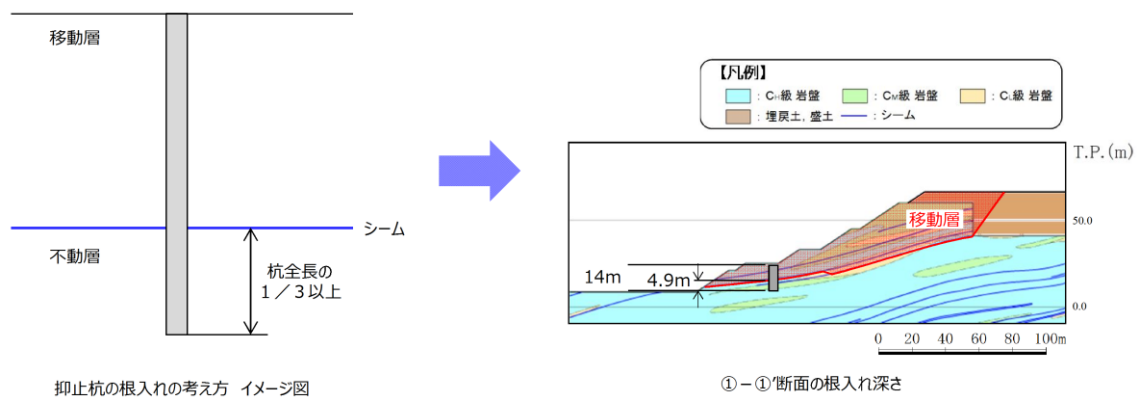 移動層
シーム
不動層
杭全長の
1/3以上
抑止杭の根入れの考え方 イメージ図
【凡例】
: CH級 岩盤 : CM級 岩盤 : CL級 岩盤
: 埋戻土,盛土 : シーム
T.P.(m)
移動層
50.0
14m 4.9m
0.0
0 20 40 60 80 100m
①-①'断面の根入れ深さ